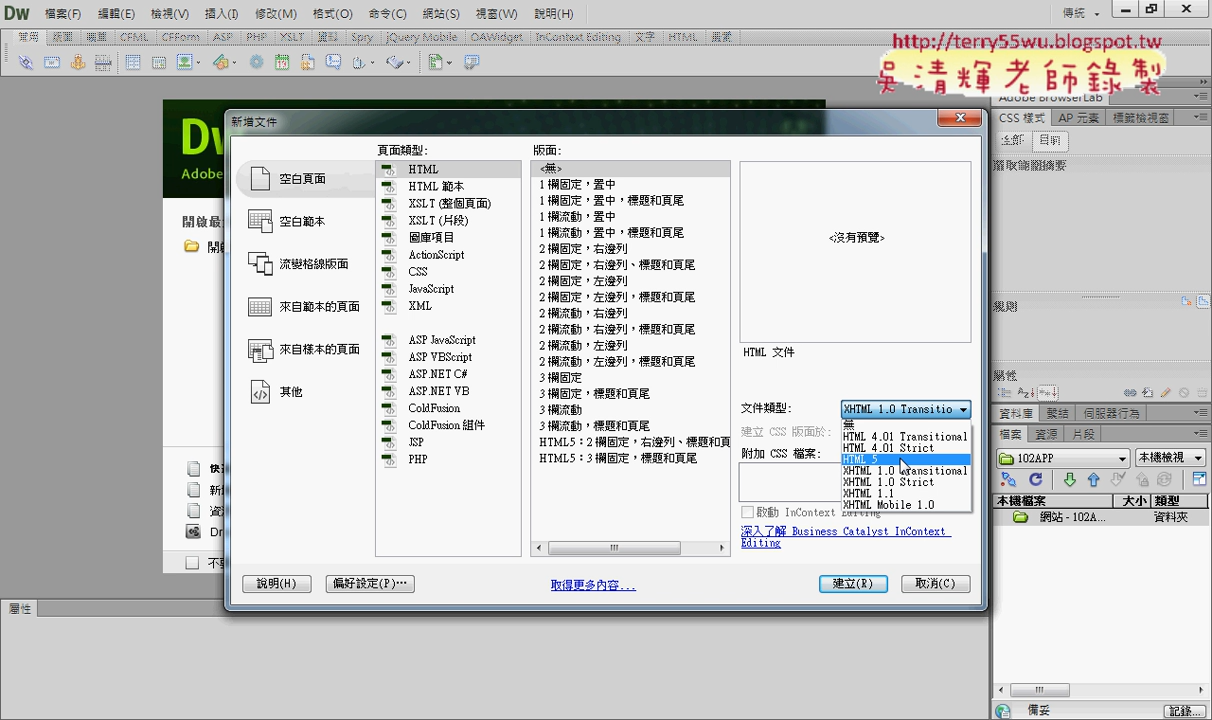 Dw 檔案(F) 編輯(E) 檢視(V) 插入(I) 修改(M) 格式(O) 命令(C) 網站(S) 視窗(W) 說明(H) 傳統
常用 CFML CFForm ASP PHP XSLT Spry jQuery Mobile OAWidget InContext Editing 文字 HTML
http://terry55wu.blogspot.tw
吳清輝老師錄製
Adobe BrowserLab
CSS 樣式 AP 元素 標籤檢視器
全部 目前
新增文件
Adobe
開啟最
空白頁面
空白範本
流變格線版面
來自範本的頁面
來自樣本的頁面
其他
頁面類型:
HTML
HTML 範本
XSLT (整個頁面)
XSLT (片段)
圖庫項目
ActionScript
CSS
JavaScript
XML
ASP JavaScript
ASP VBScript
ASP.NET C#
ASP.NET VB
ColdFusion
ColdFusion 組件
JSP
PHP
版面:
<無>
1 欄固定，置中
1 欄固定，置中，標題和頁尾
1 欄流動，置中
1 欄流動，置中，標題和頁尾
2 欄固定，右邊列
2 欄固定，右邊列、標題和頁尾
2 欄固定，左邊列
2 欄固定，左邊列，標題和頁尾
2 欄流動，右邊列
2 欄流動，右邊列，標題和頁尾
2 欄流動，左邊列
2 欄流動，左邊列，標題和頁尾
3 欄固定
3 欄固定，標題和頁尾
3 欄流動
3 欄流動，標題和頁尾
HTML5：2 欄固定，右邊列、標題和頁
HTML5：3 欄固定，標題和頁尾
<沒有預覽>
HTML 文件
文件類型: XHTML 1.0 Transitio
建立 CSS 版面於:
附加 CSS 檔案:
無
HTML 4.01 Transitional
HTML 4.01 Strict
HTML 5
XHTML 1.0 Transitional
XHTML 1.0 Strict
XHTML 1.1
XHTML Mobile 1.0
啟動 InContext Editing
深入了解 Business Catalyst InContext
Editing
說明(H) 偏好設定(P)... 取得更多內容... 建立(R) 取消(C)
規則
屬性
資料庫 繫結 伺服器行為
檔案 資源 片段
102APP 本機檢視
本機檔案 大小 類型
網站 - 102A... 資料夾
屬性
備妥 記錄...